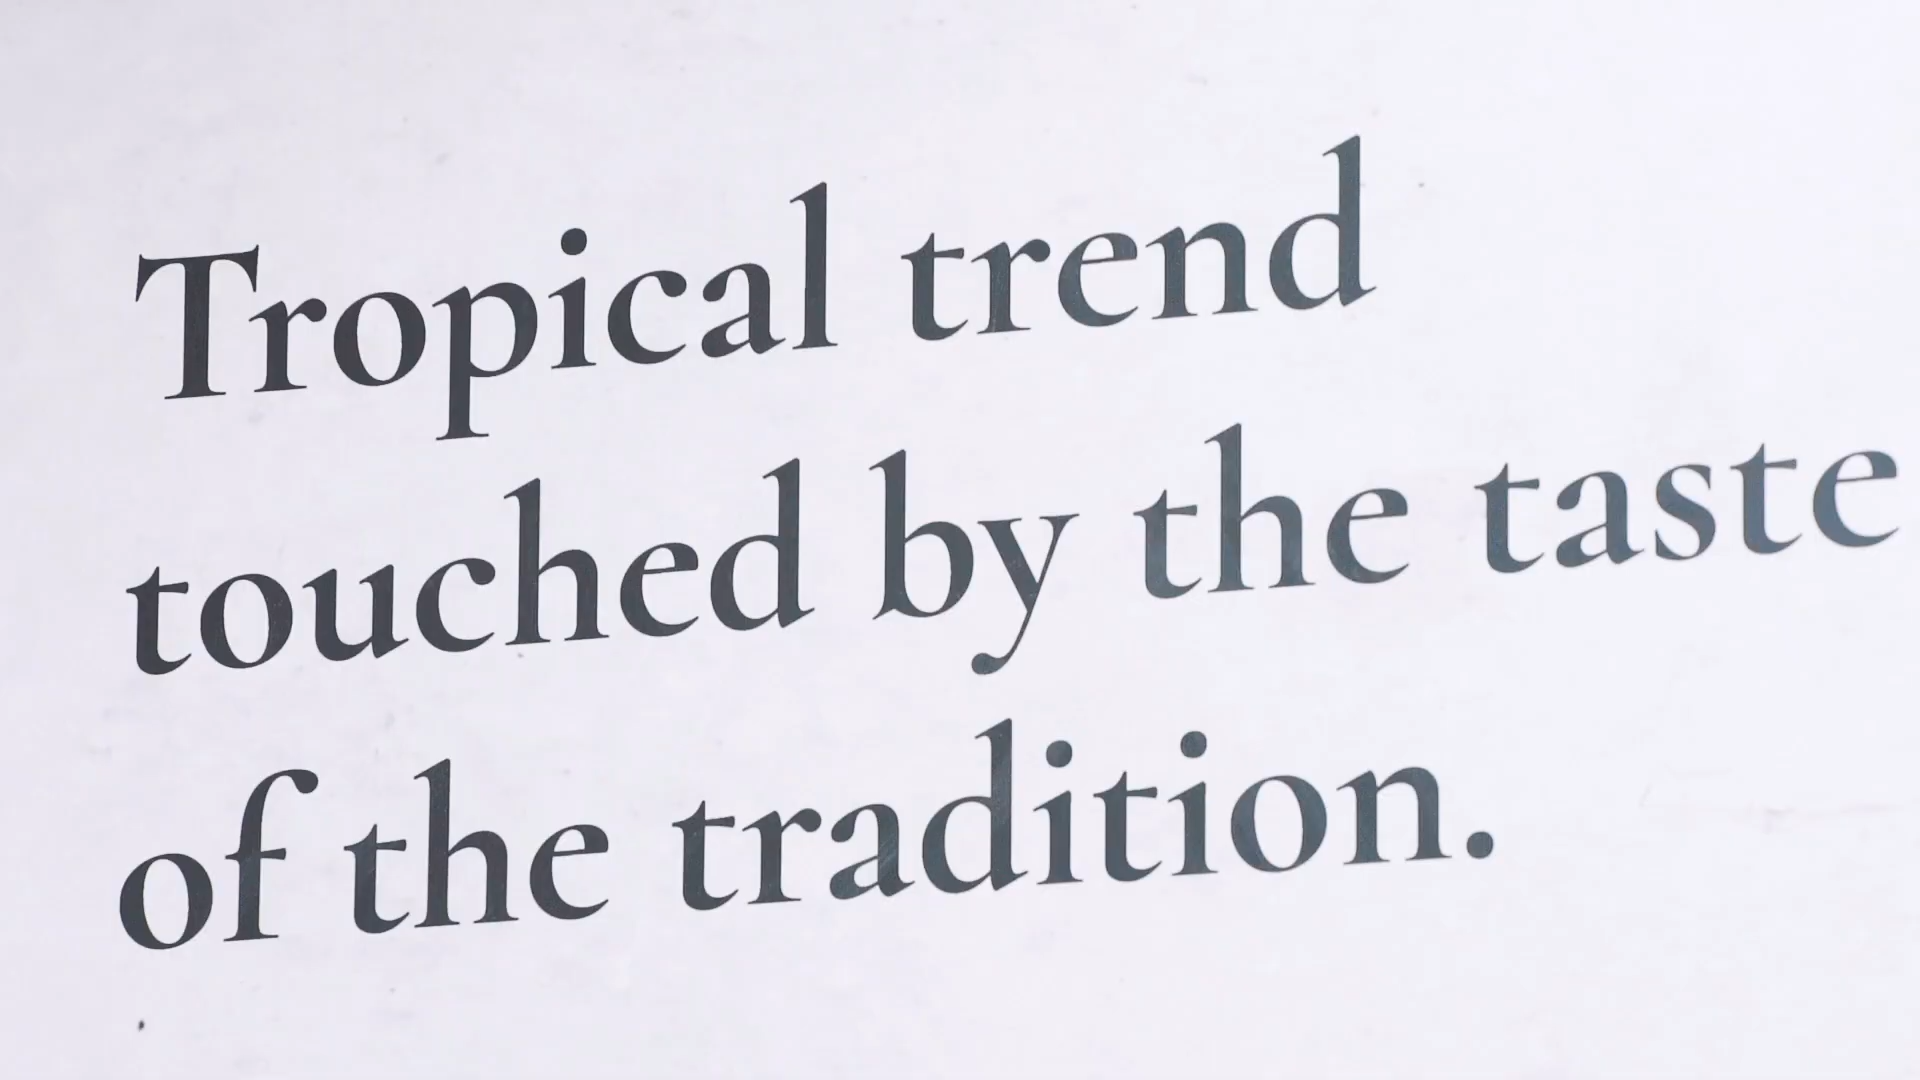 Tropical trend
touched by the taste
of the tradition.